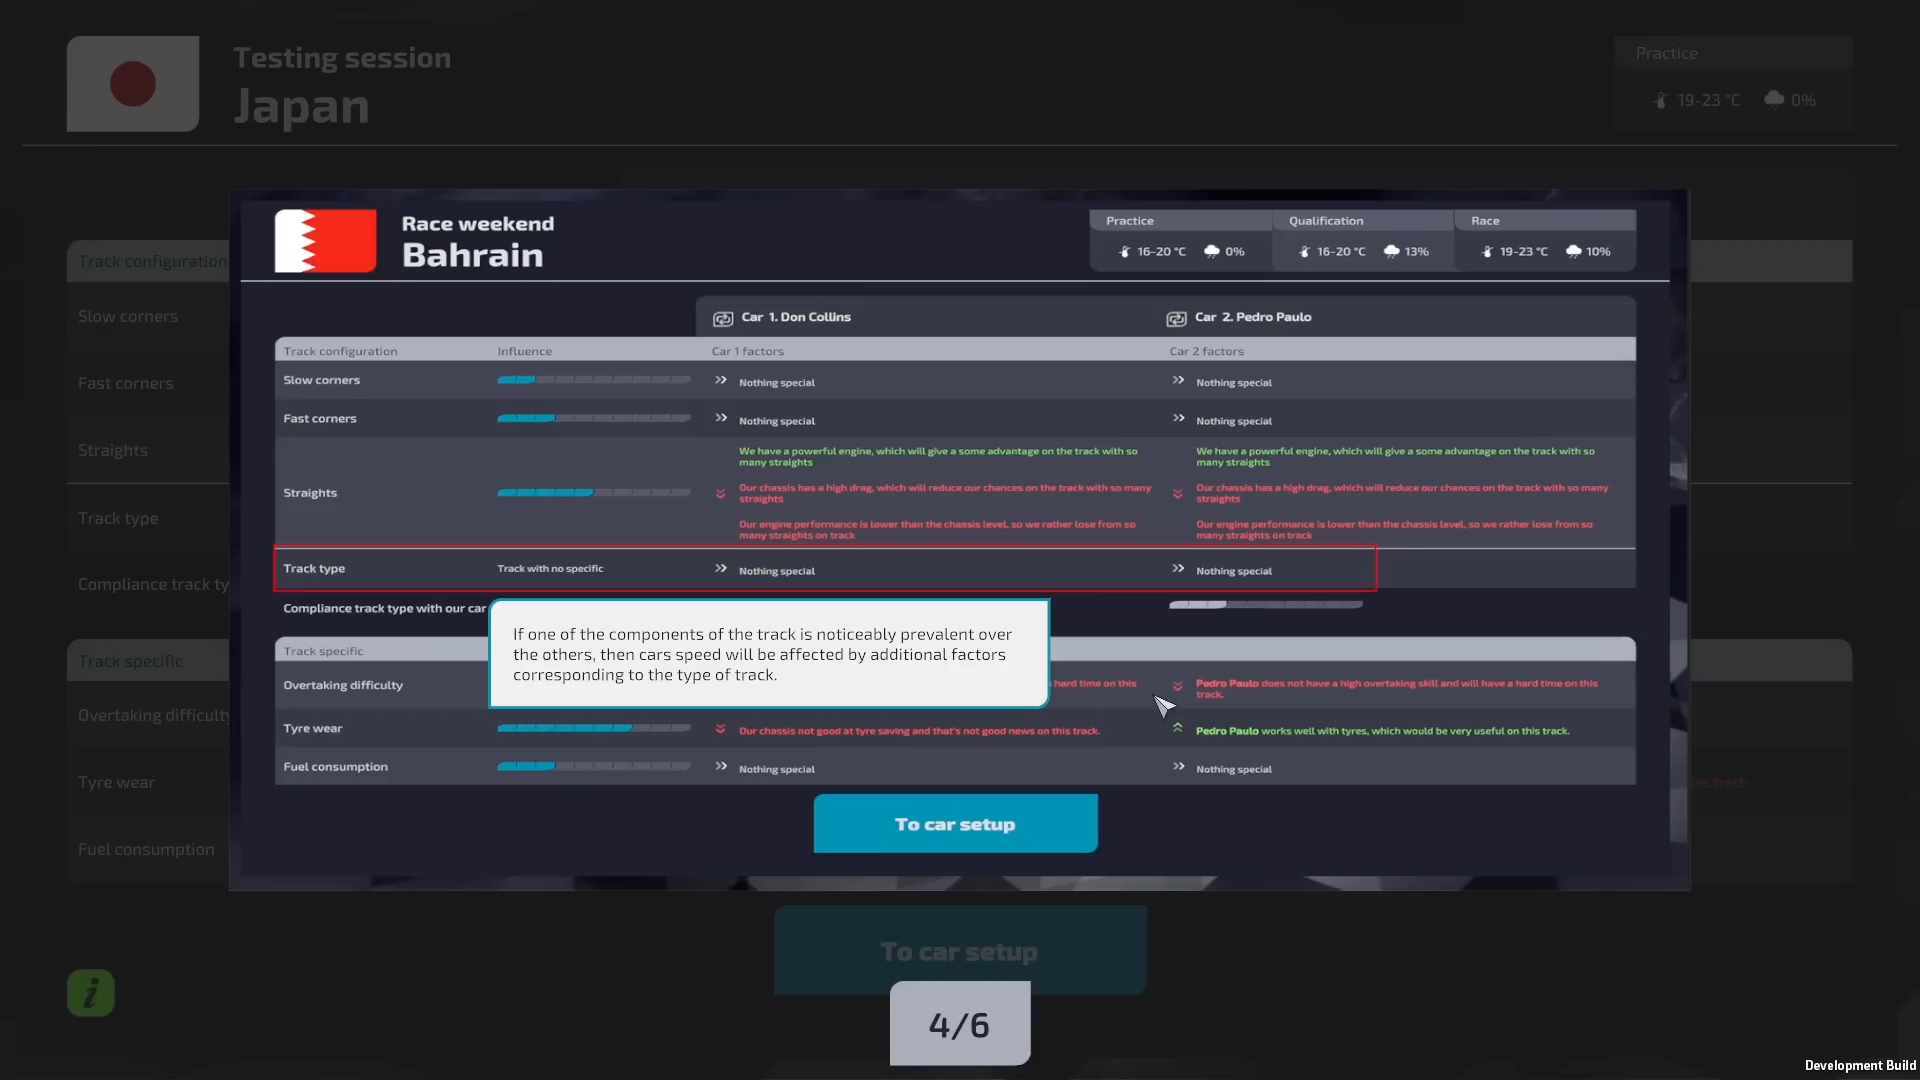 Testing session
Japan
Practice
19-23 °C 0%
Race weekend
Bahrain
Practice Qualification Race
16-20 °C 0% 16-20 °C 13% 19-23 °C 10%
Car 1. Don Collins Car 2. Pedro Paulo
Track configuration
Track configuration Influence Car 1 factors Car 2 factors
Slow corners
Slow corners Nothing special Nothing special
Fast corners
Fast corners Nothing special Nothing special
Straights
Straights
We have a powerful engine, which will give a some advantage on the track with so
many straights
Our chassis has a high drag, which will reduce our chances on the track with so many
straights
Our engine performance is lower than the chassis level, so we rather lose from so
many straights on track
We have a powerful engine, which will give a some advantage on the track with so
many straights
Our chassis has a high drag, which will reduce our chances on the track with so many
straights
Our engine performance is lower than the chassis level, so we rather lose from so
many straights on track
Track type
Track type Track with no specific Nothing special Nothing special
Compliance track ty
Compliance track type with our car
If one of the components of the track is noticeably prevalent over
the others, then cars speed will be affected by additional factors
corresponding to the type of track.
Track specific
Track specific
Overtaking difficulty
Overtaking difficulty hard time on this
Pedro Paulo does not have a high overtaking skill and will have a hard time on this
track.
Tyre wear
Tyre wear Our chassis not good at tyre saving and that's not good news on this track. Pedro Paulo works well with tyres, which would be very useful on this track.
his track
Fuel consumption
Fuel consumption Nothing special Nothing special
To car setup
To car setup
i
4/6
Development Build